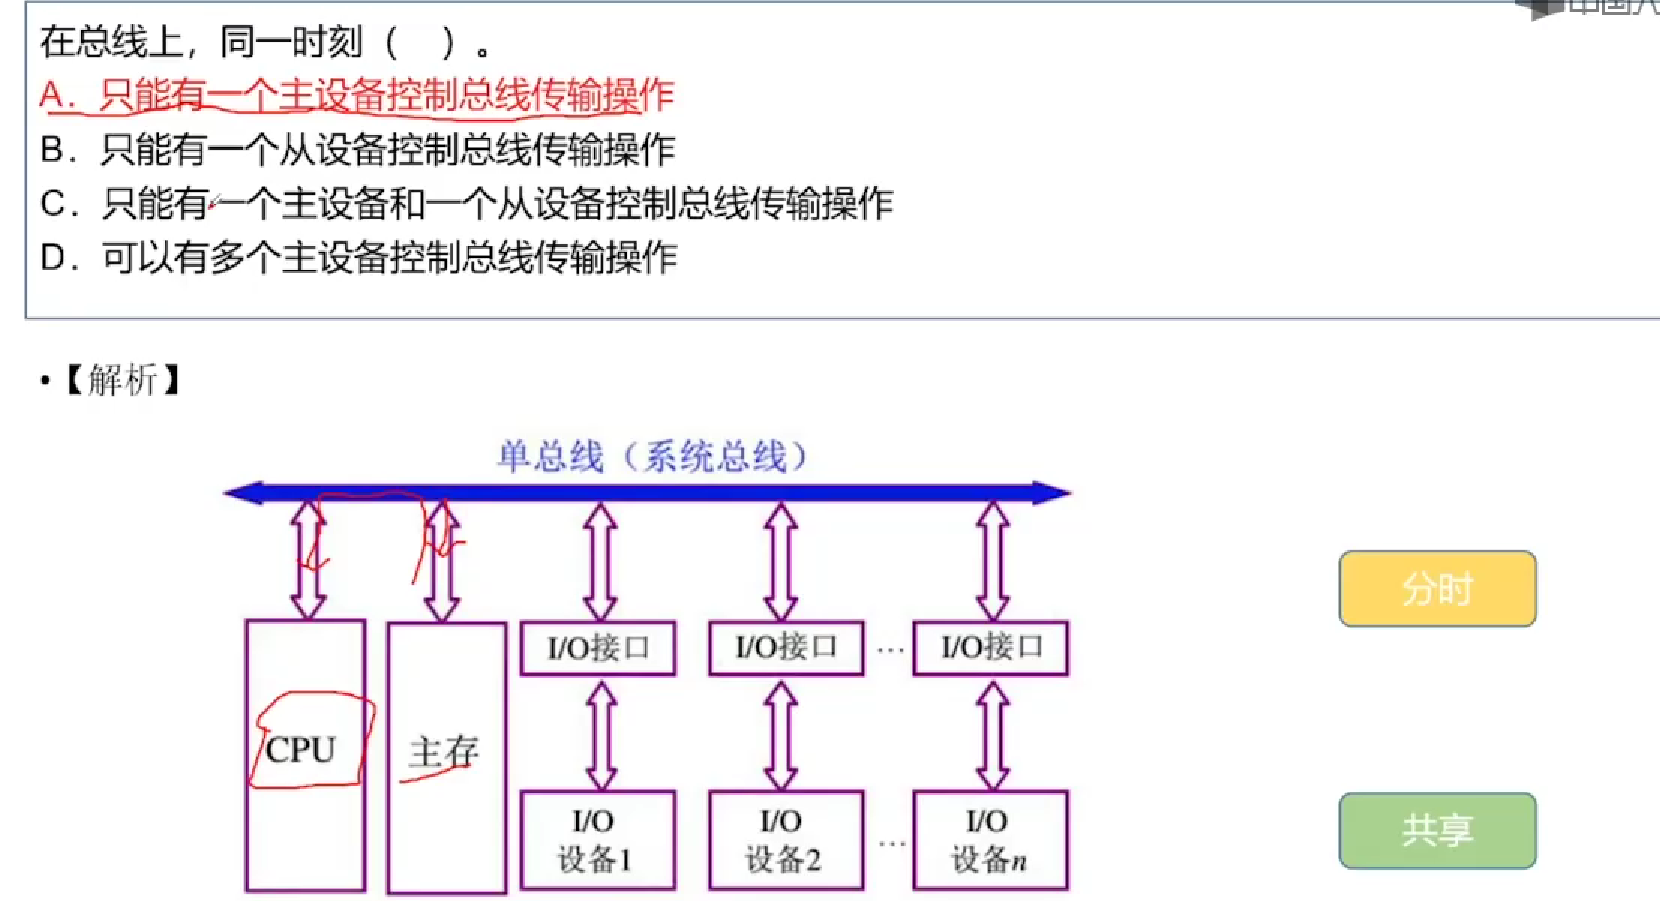 在总线上，同一时刻（ ）。
A．只能有一个主设备控制总线传输操作
B．只能有一个从设备控制总线传输操作
C．只能有一个主设备和一个从设备控制总线传输操作
D．可以有多个主设备控制总线传输操作
•【解析】
单总线（系统总线）
I/O接口 I/O接口 … I/O接口
CPU 主存
I/O 设备1
I/O 设备2
…
I/O 设备n
分时
共享